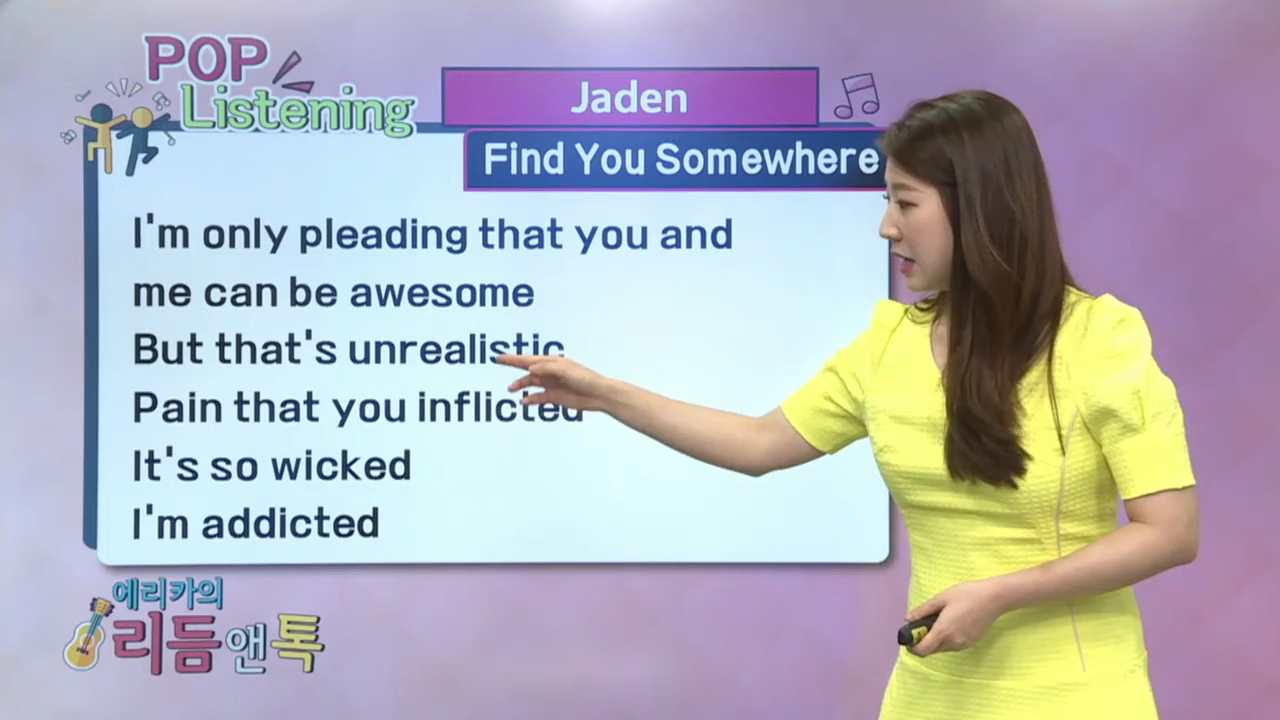 POP
Listening
Jaden
Find You Somewhere
I'm only pleading that you and
me can be awesome
But that's unrealistic
Pain that you inflicted
It's so wicked
I'm addicted
에리카의
리듬앤톡